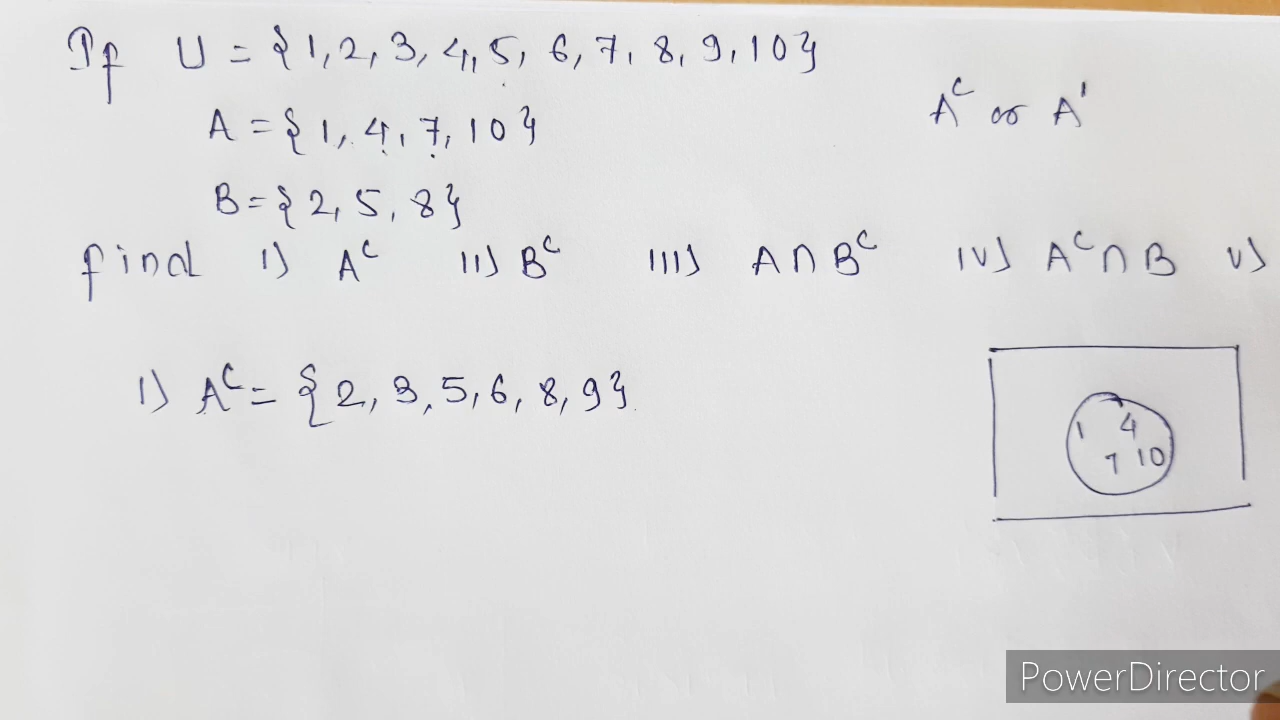 If U = {1, 2, 3, 4, 5, 6, 7, 8, 9, 10}
A^c or A'
A = {1, 4, 7, 10}
B = {2, 5, 8}
final i) A^c ii) B^c iii) A ∩ B^c iv) A^c ∩ B v)
i) A^c = {2, 3, 5, 6, 8, 9}
1 4
7 10
PowerDirector